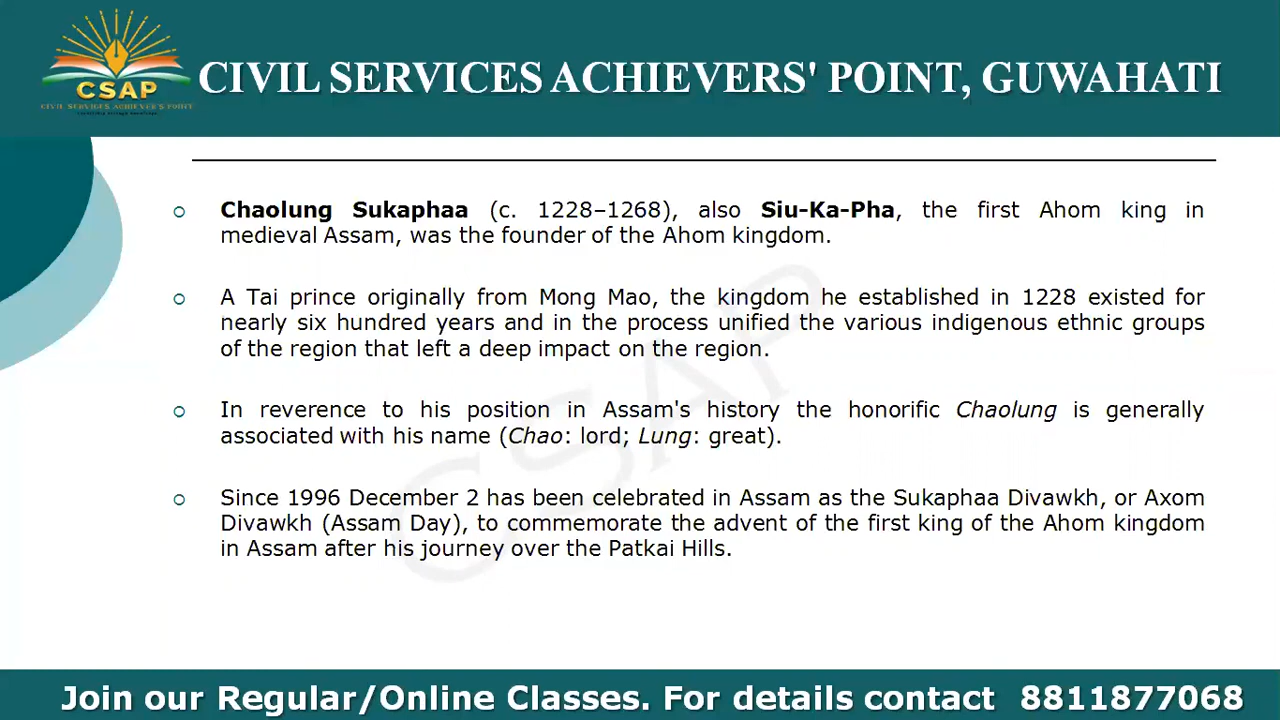 CSAP
CIVIL SERVICES ACHIEVER'S POINT
CIVIL SERVICES ACHIEVERS' POINT, GUWAHATI
Chaolung Sukaphaa (c. 1228–1268), also Siu-Ka-Pha, the first Ahom king in
medieval Assam, was the founder of the Ahom kingdom.
A Tai prince originally from Mong Mao, the kingdom he established in 1228 existed for
nearly six hundred years and in the process unified the various indigenous ethnic groups
of the region that left a deep impact on the region.
In reverence to his position in Assam's history the honorific Chaolung is generally
associated with his name (Chao: lord; Lung: great).
Since 1996 December 2 has been celebrated in Assam as the Sukaphaa Divawkh, or Axom
Divawkh (Assam Day), to commemorate the advent of the first king of the Ahom kingdom
in Assam after his journey over the Patkai Hills.
CSAP
Join our Regular/Online Classes. For details contact 8811877068